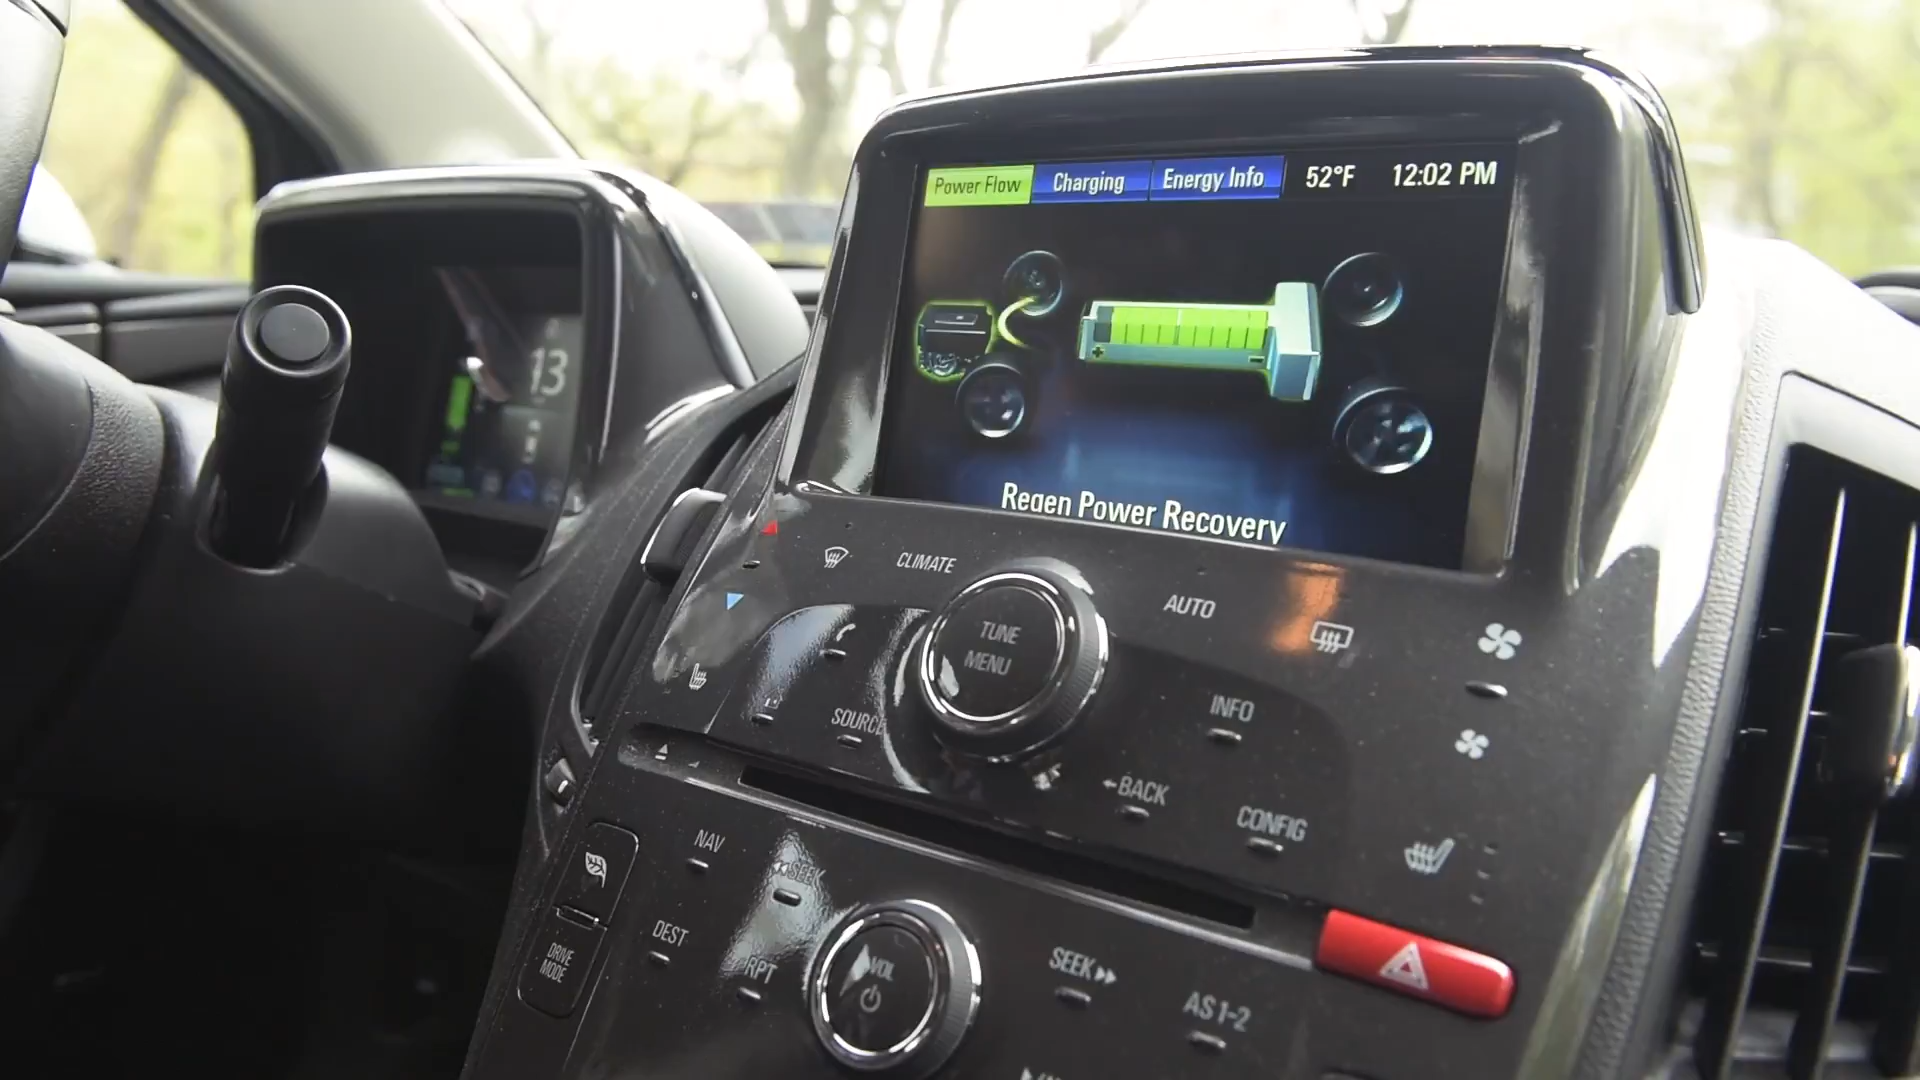 Power Flow Charging Energy Info 52°F 12:02 PM
13
Regen Power Recovery
CLIMATE
AUTO
TUNE
MENU
INFO
SOURCE
BACK
CONFIG
NAV
SEEK
DEST
RPT
VOL
SEEK
AS 1-2
DRIVE
MODE